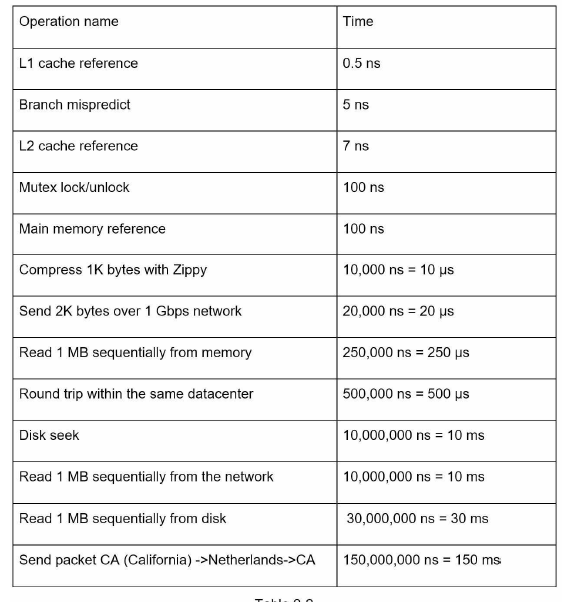 Operation name Time
L1 cache reference 0.5 ns
Branch mispredict 5 ns
L2 cache reference 7 ns
Mutex lock/unlock 100 ns
Main memory reference 100 ns
Compress 1K bytes with Zippy 10,000 ns = 10 µs
Send 2K bytes over 1 Gbps network 20,000 ns = 20 µs
Read 1 MB sequentially from memory 250,000 ns = 250 µs
Round trip within the same datacenter 500,000 ns = 500 µs
Disk seek 10,000,000 ns = 10 ms
Read 1 MB sequentially from the network 10,000,000 ns = 10 ms
Read 1 MB sequentially from disk 30,000,000 ns = 30 ms
Send packet CA (California) ->Netherlands->CA 150,000,000 ns = 150 ms